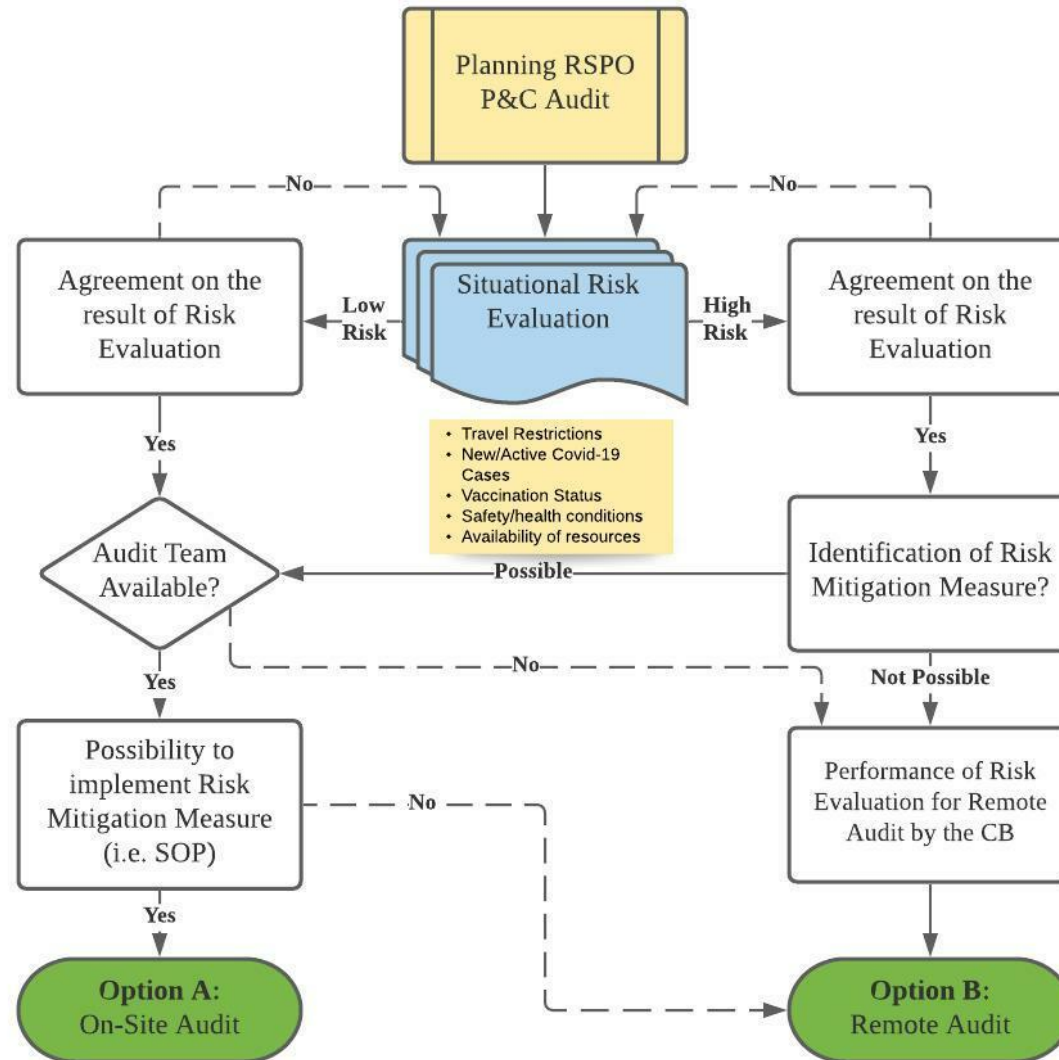 Planning RSPO
P&C Audit
No
No
Agreement on the
result of Risk
Evaluation
Low
Risk
Situational Risk
Evaluation
High
Risk
Agreement on the
result of Risk
Evaluation
Yes
• Travel Restrictions
• New/Active Covid-19
Cases
• Vaccination Status
• Safety/health conditions
• Availability of resources
Yes
Audit Team
Available?
Possible
Identification of Risk
Mitigation Measure?
No
Yes
Not Possible
Possibility to
implement Risk
Mitigation Measure
(i.e. SOP)
No
Performance of Risk
Evaluation for Remote
Audit by the CB
Yes
Option A:
On-Site Audit
Option B:
Remote Audit